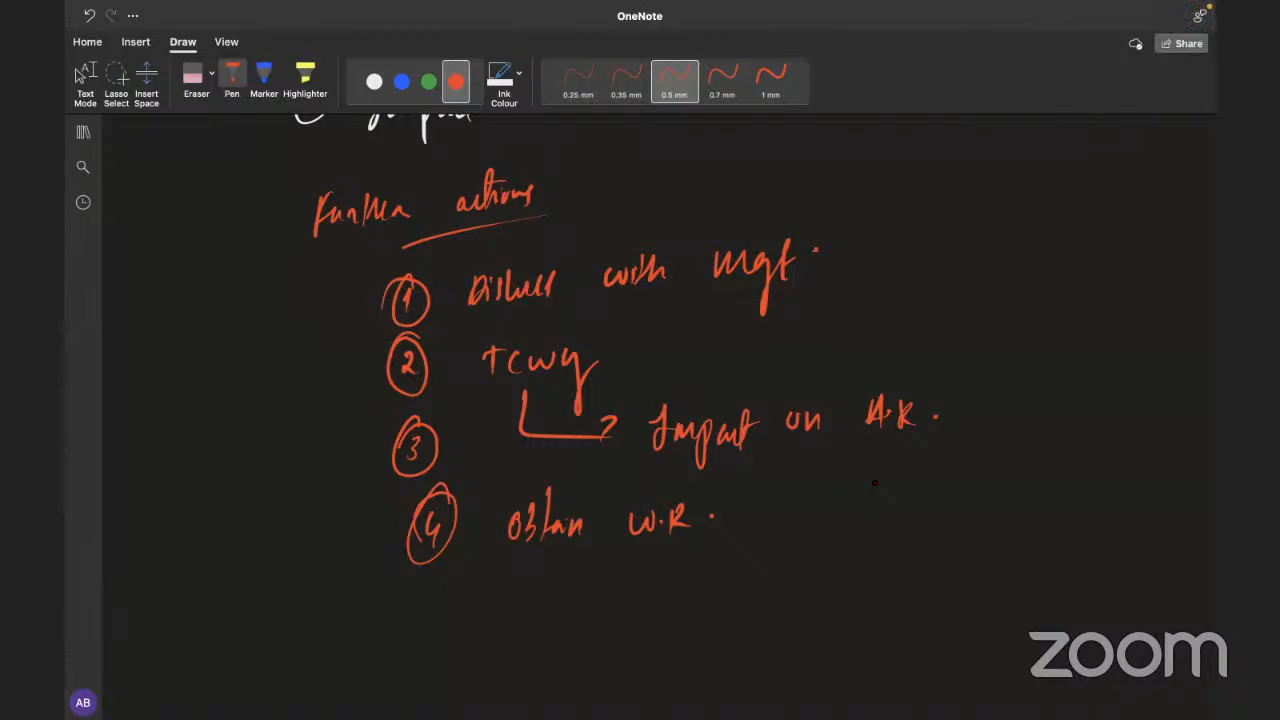 OneNote
Home Insert Draw View
Share
Text Mode Lasso Select Insert Space Eraser Pen Marker Highlighter Ink Colour 0.25 mm 0.35 mm 0.5 mm 0.7 mm 1 mm
Further actions
1 Discuss with Mgt.
2 TCWG
3 Impact on A.R.
4 Obtain W.R.
zoom
AB